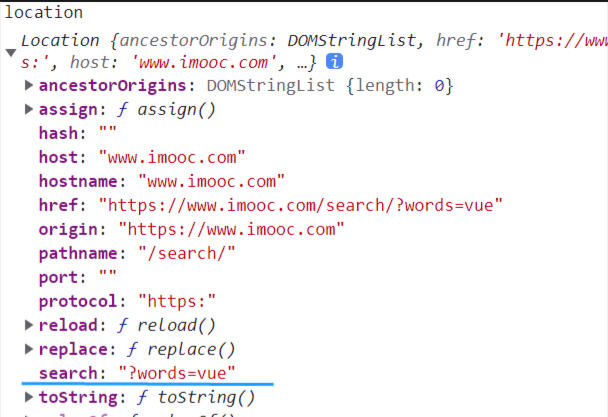 location
Location {ancestorOrigins: DOMStringList, href: 'https://ww
s:', host: 'www.imooc.com', …} i
ancestorOrigins: DOMStringList {length: 0}
assign: ƒ assign()
hash: ""
host: "www.imooc.com"
hostname: "www.imooc.com"
href: "https://www.imooc.com/search/?words=vue"
origin: "https://www.imooc.com"
pathname: "/search/"
port: ""
protocol: "https:"
reload: ƒ reload()
replace: ƒ replace()
search: "?words=vue"
toString: ƒ toString()